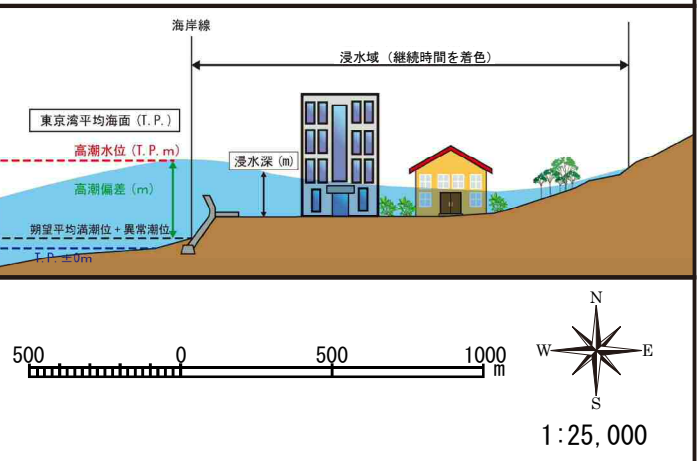 海岸線
浸水域（継続時間を着色）
東京湾平均海面（T.P.）
高潮水位（T.P. m）
浸水深（m）
高潮偏差（m）
朔望平均満潮位＋異常潮位
T.P.±0m
500 0 500 1000
m
N
W E
S
1:25,000